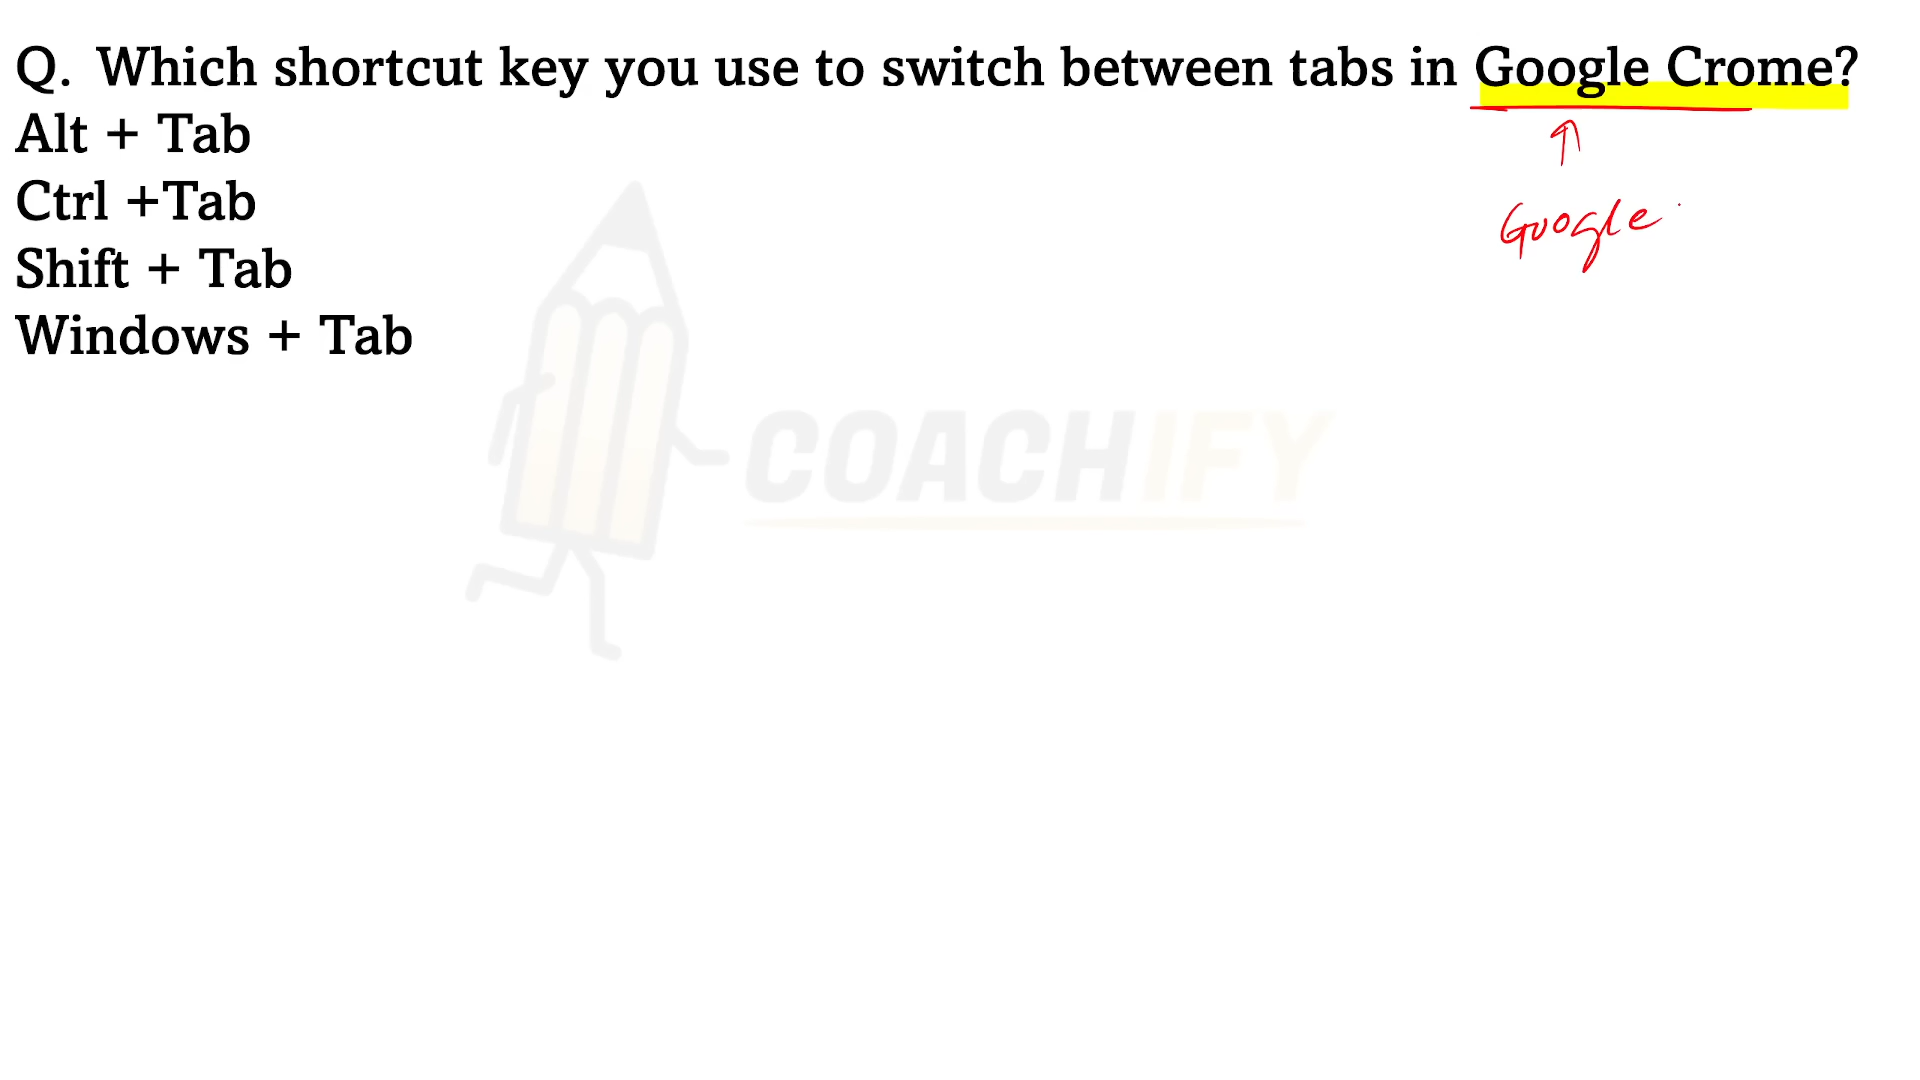 Q. Which shortcut key you use to switch between tabs in Google Crome?
Alt + Tab
Ctrl +Tab
Shift + Tab
Windows + Tab
Google
COACHIFY